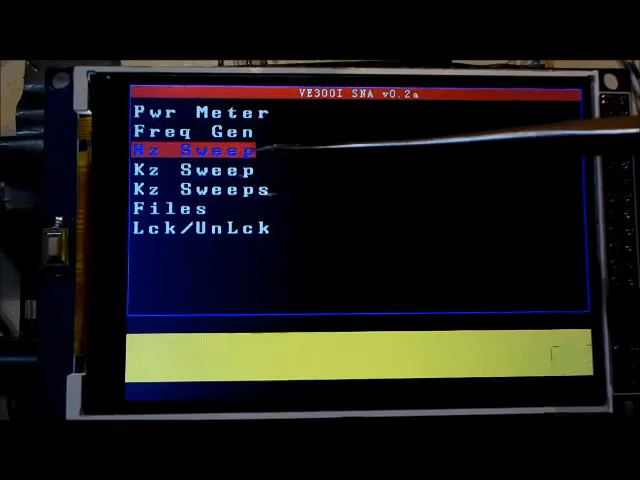 VE3OOI SNA v0.2a
Pwr Meter
Freq Gen
Hz Sweep
Kz Sweep
Kz Sweeps
Files
Lck/UnLck